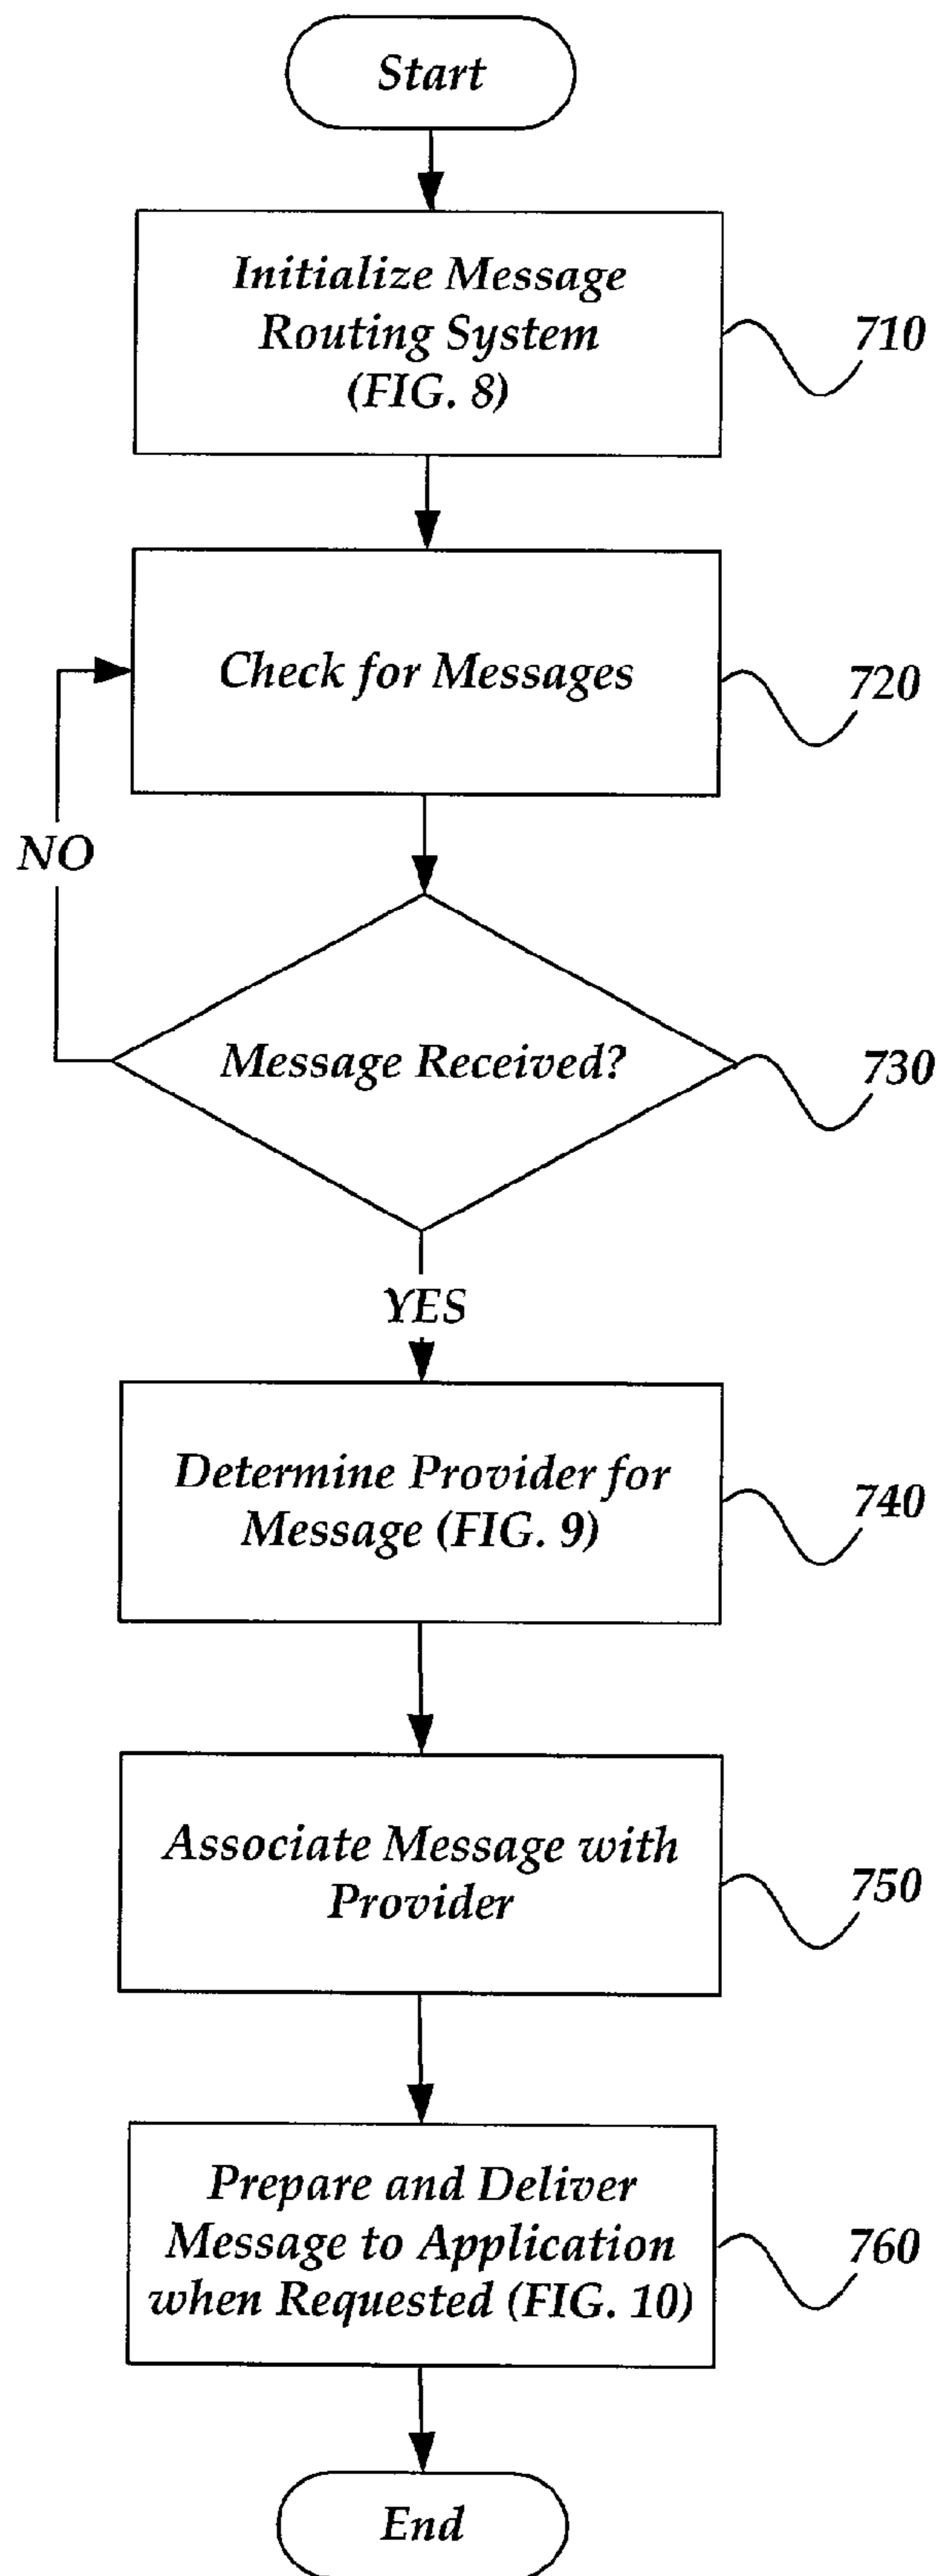 Start
Initialize Message
Routing System
(FIG. 8)
710
Check for Messages
720
NO
Message Received?
730
YES
Determine Provider for
Message (FIG. 9)
740
Associate Message with
Provider
750
Prepare and Deliver
Message to Application
when Requested (FIG. 10)
760
End